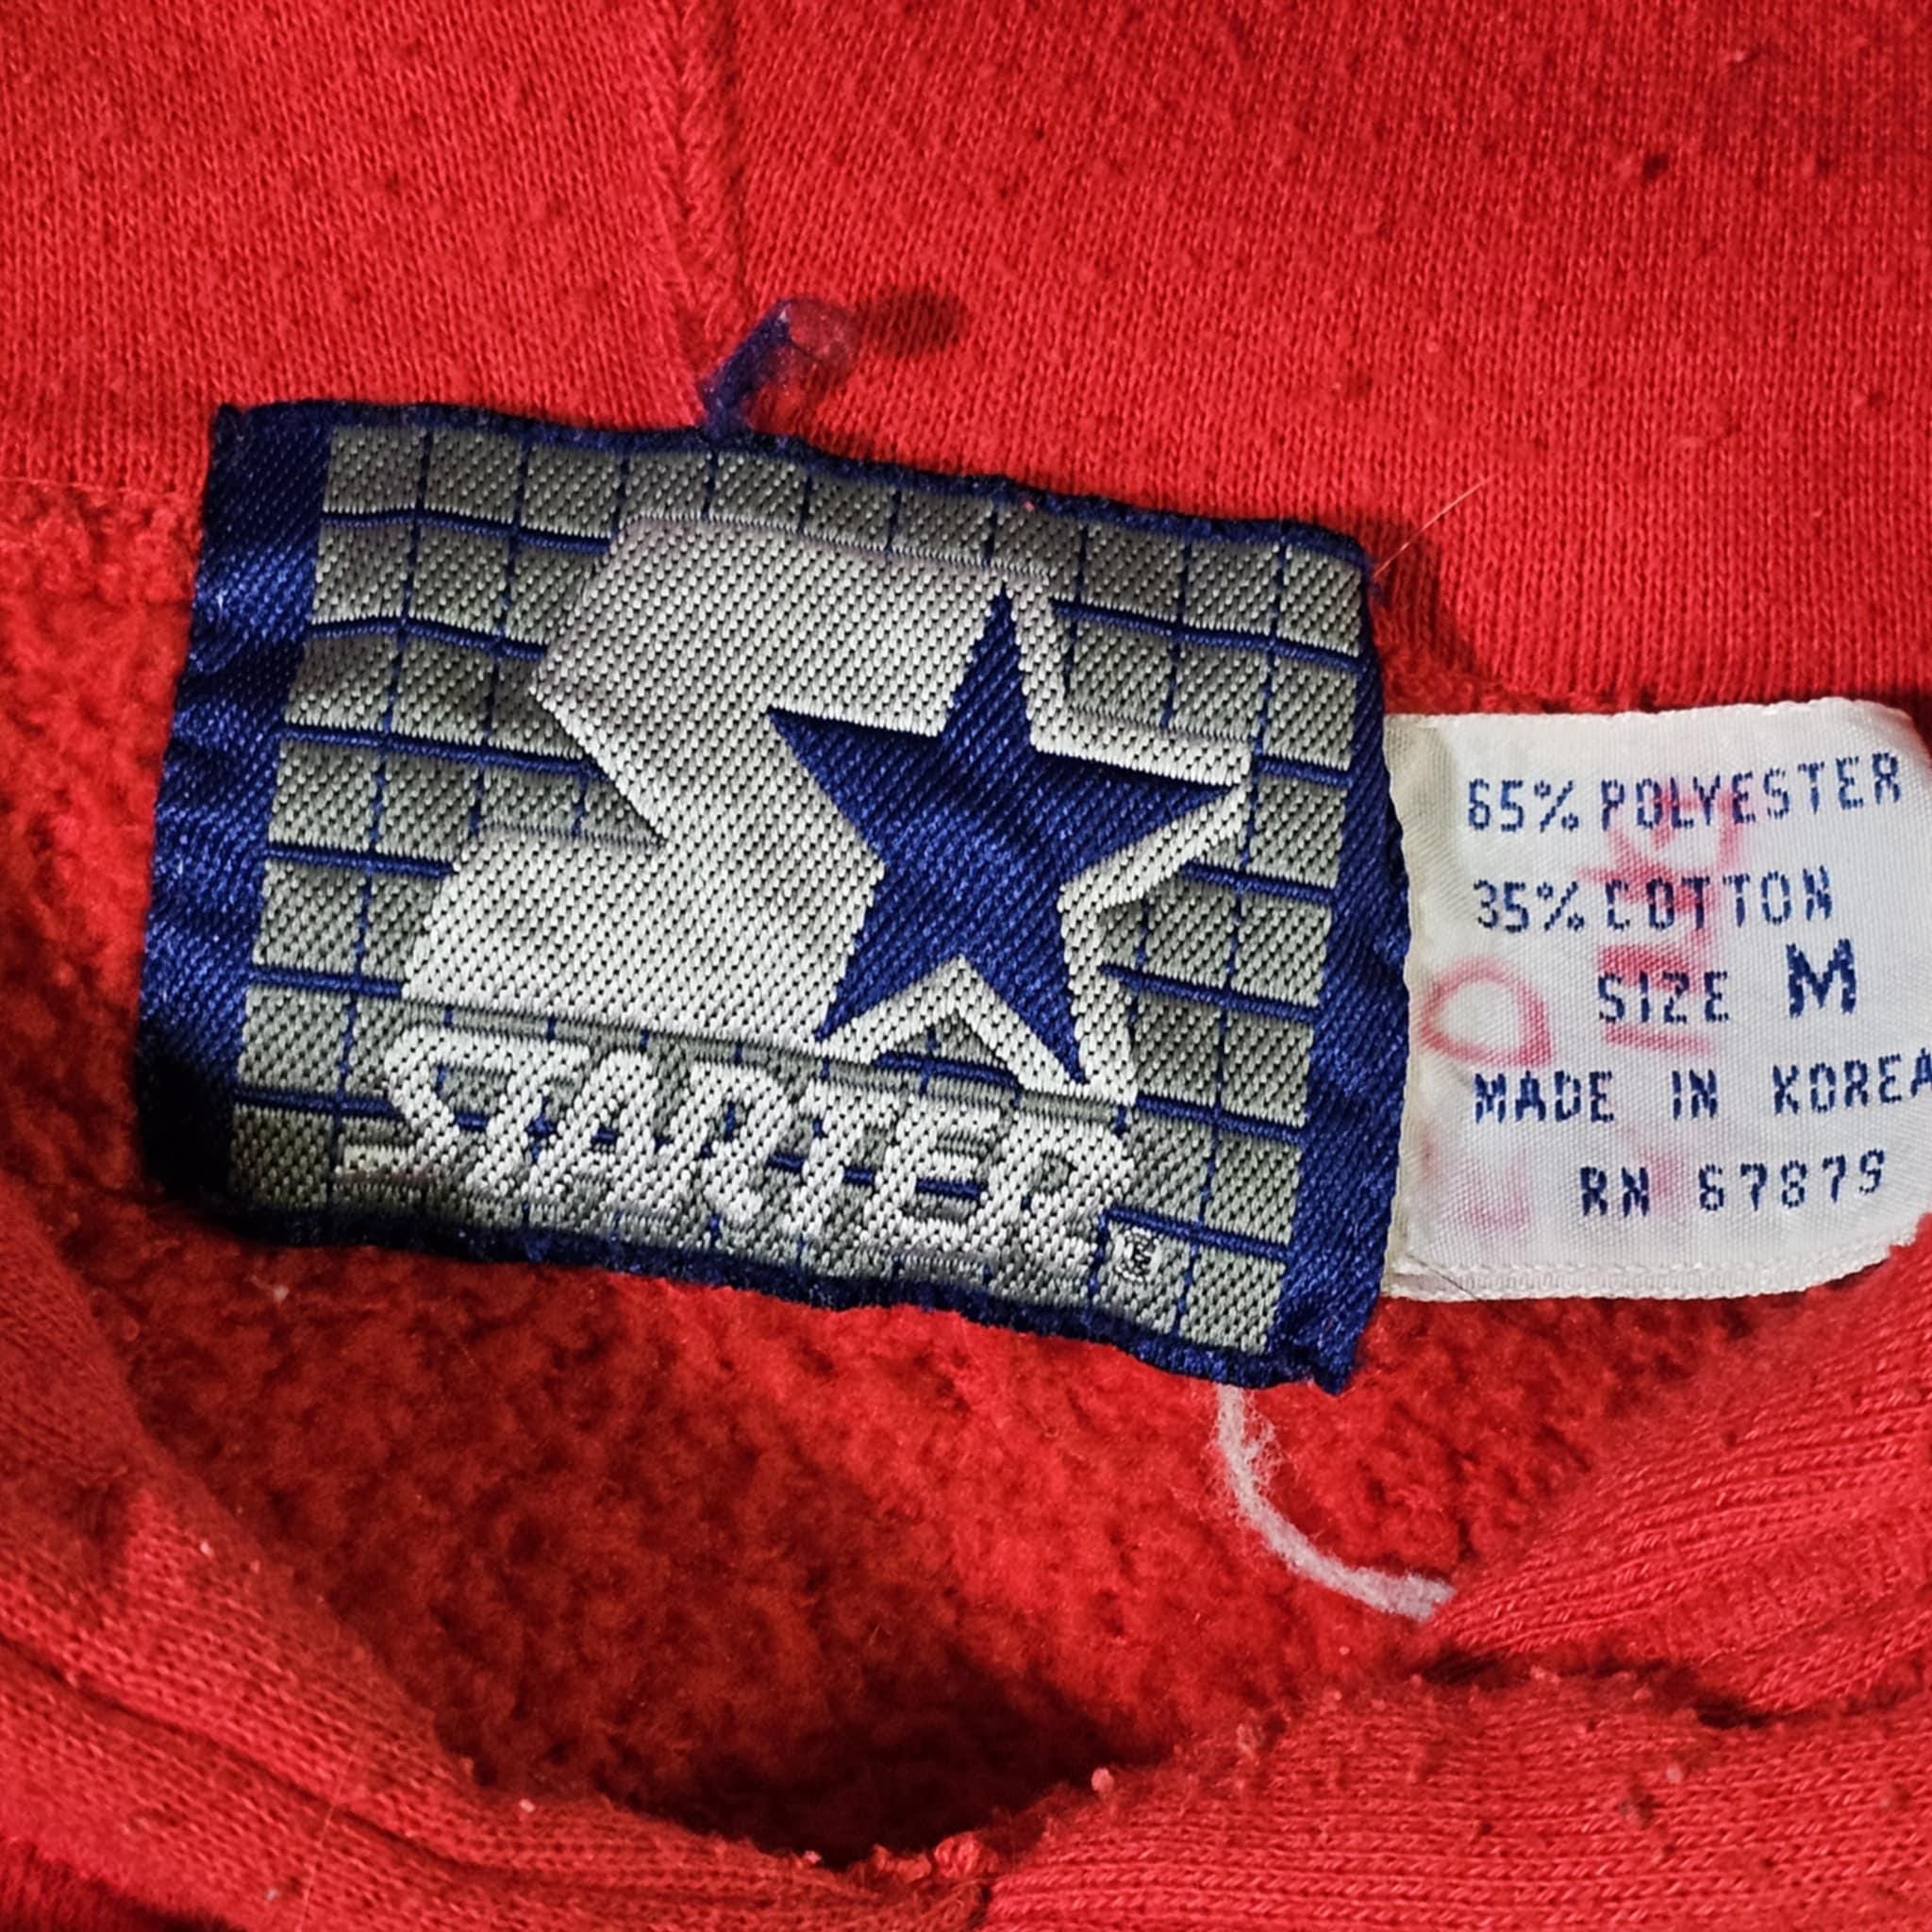 STARTER
65% POLYESTER
35% COTTON
SIZE M
MADE IN KOREA
RN 67879